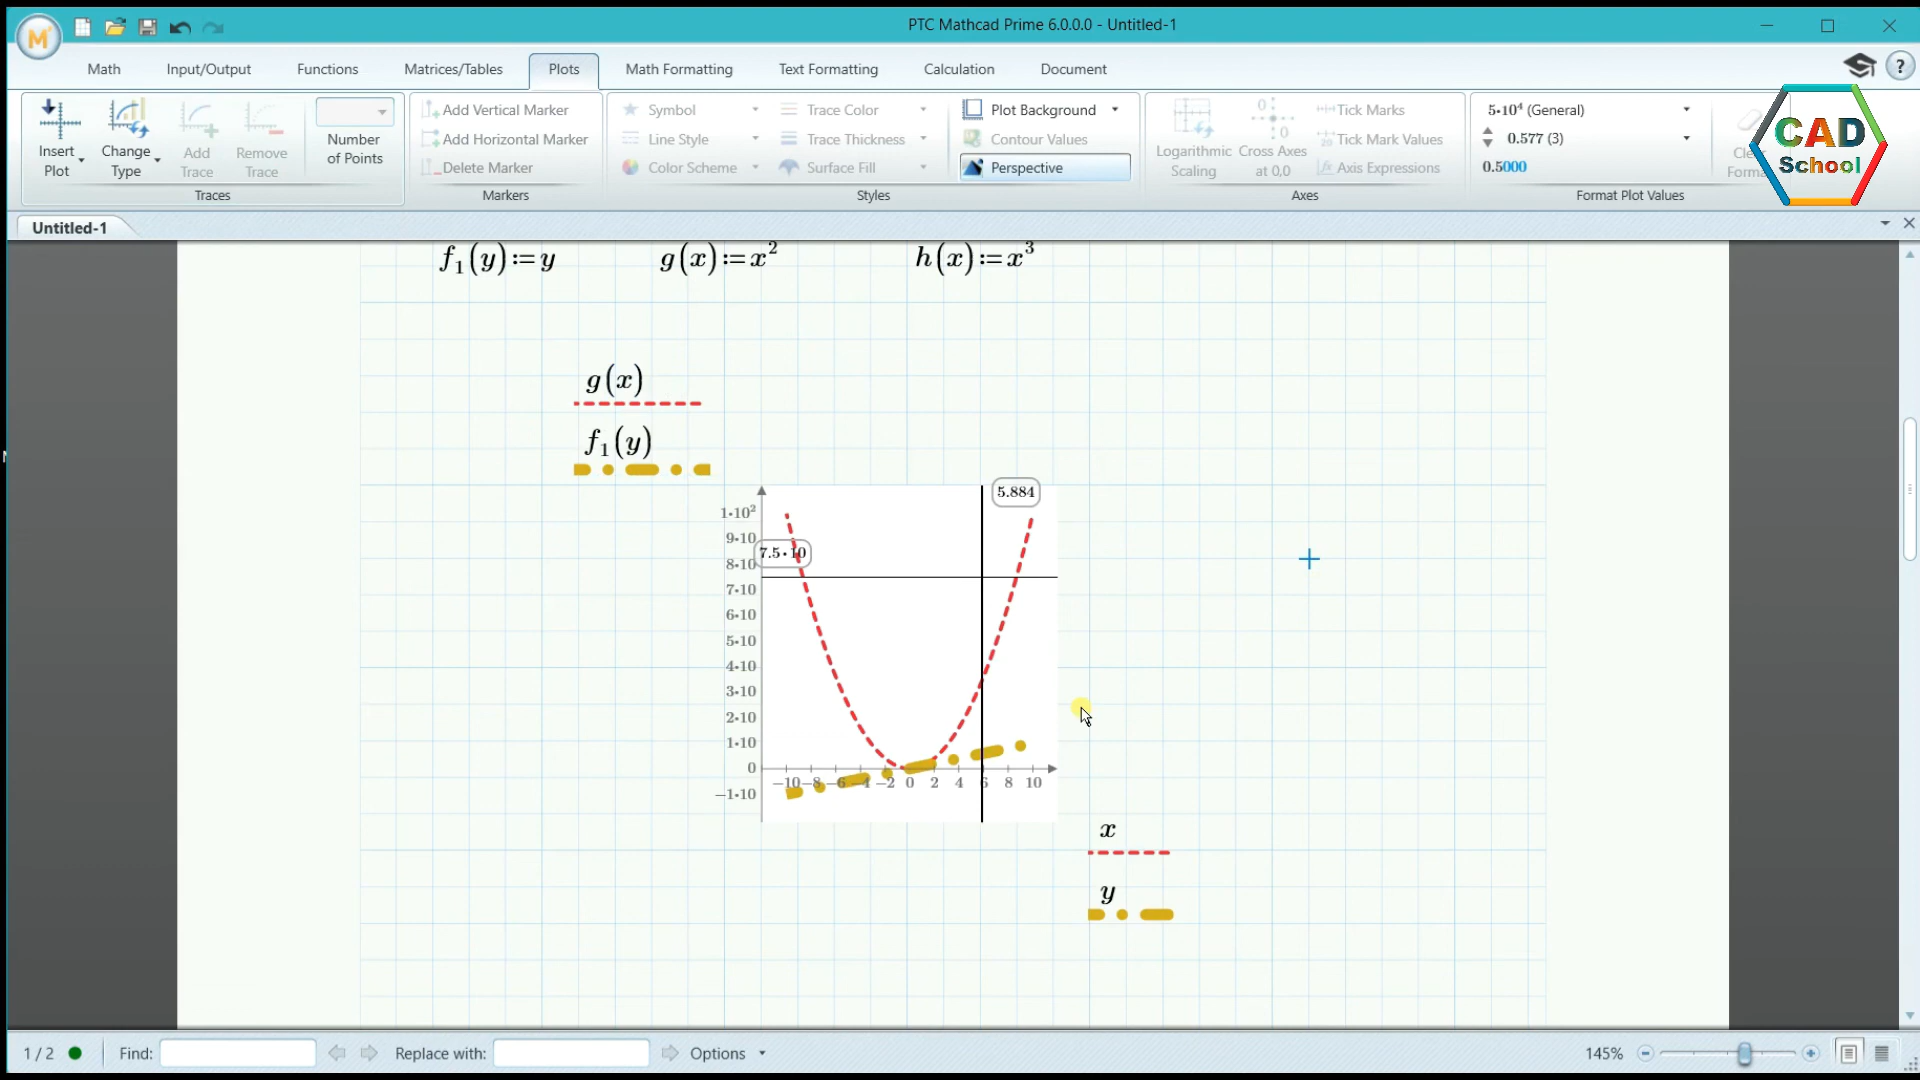 PTC Mathcad Prime 6.0.0.0 - Untitled-1
Math Input/Output Functions Matrices/Tables Plots Math Formatting Text Formatting Calculation Document
Insert Plot
Change Type
Add Trace
Remove Trace
Number of Points
Traces
Add Vertical Marker
Add Horizontal Marker
Delete Marker
Markers
Symbol
Line Style
Color Scheme
Trace Color
Trace Thickness
Surface Fill
Plot Background
Contour Values
Perspective
Styles
Logarithmic Scaling
Cross Axes at 0,0
Tick Marks
Tick Mark Values
Axis Expressions
Axes
5•10⁴ (General)
0.577 (3)
0.5000
Format Plot Values
CAD
School
Untitled-1
f₁(y):=y g(x):=x² h(x):=x³
g(x)
f₁(y)
5.884
1•10²
9•10
7.5•10
8•10
7•10
6•10
5•10
4•10
3•10
2•10
1•10
0
−10 −8 −6 −4 −2 0 2 4 6 8 10
−1•10
x
y
1 / 2 Find: Replace with: Options 145%